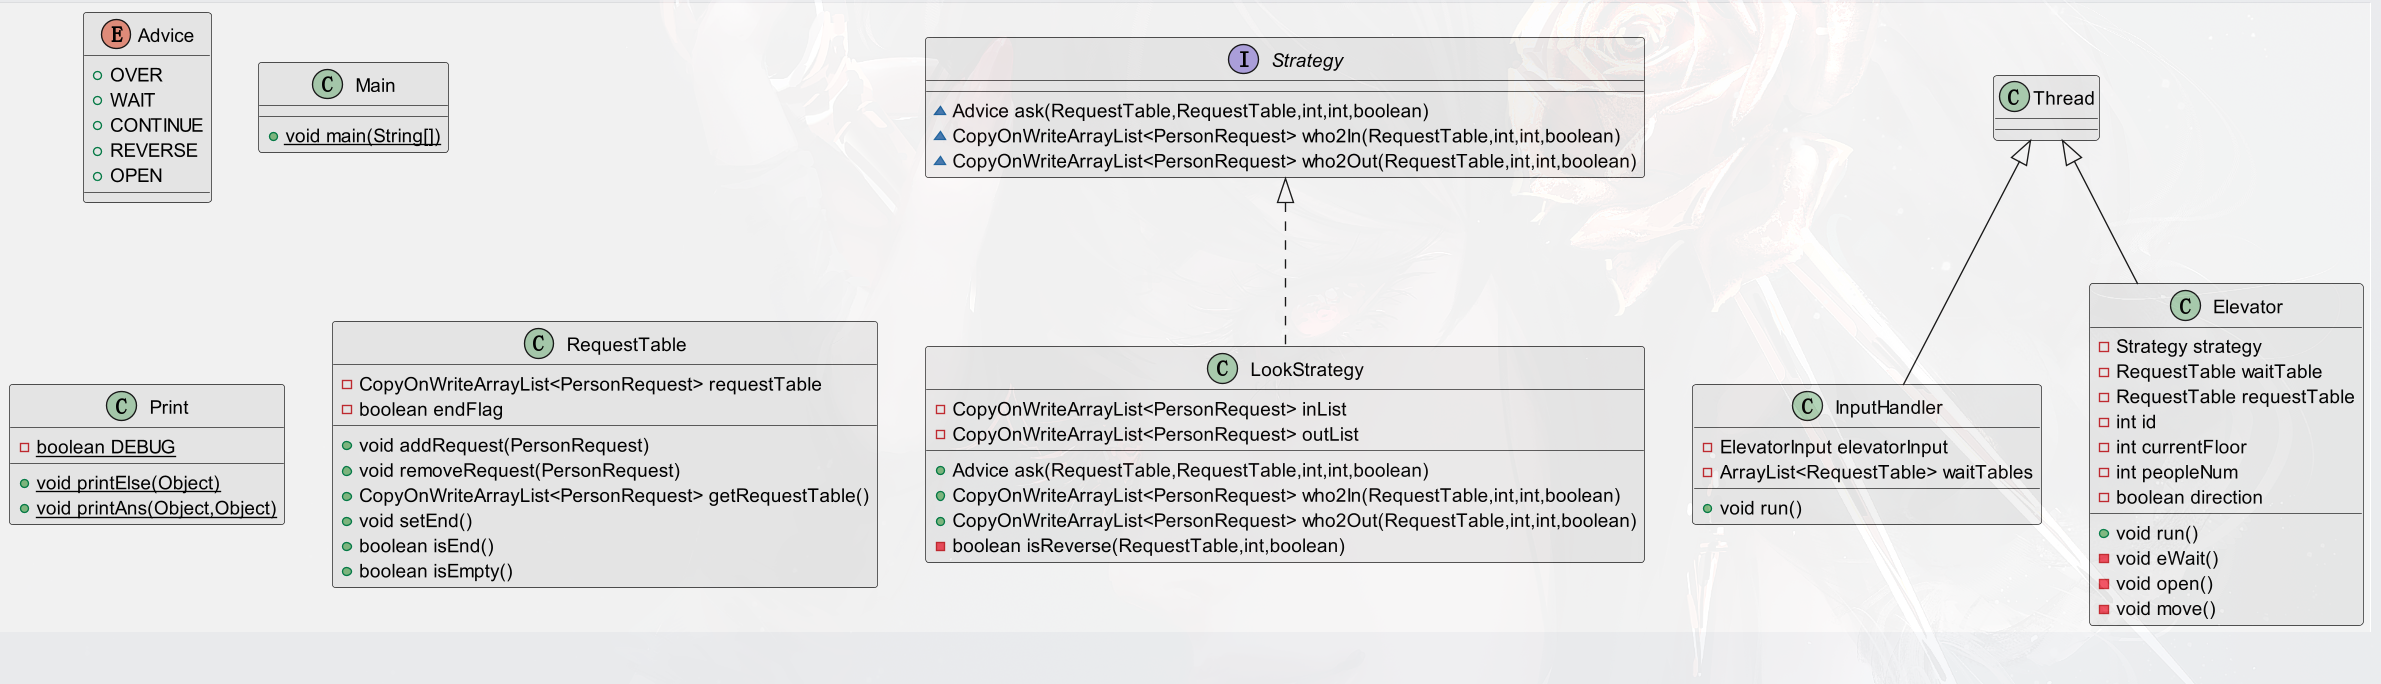 E Advice
OVER
WAIT
CONTINUE
REVERSE
OPEN
C Main
void main(String[])
I Strategy
Advice ask(RequestTable,RequestTable,int,int,boolean)
CopyOnWriteArrayList<PersonRequest> who2In(RequestTable,int,int,boolean)
CopyOnWriteArrayList<PersonRequest> who2Out(RequestTable,int,int,boolean)
C Thread
C Print
boolean DEBUG
void printElse(Object)
void printAns(Object,Object)
C RequestTable
CopyOnWriteArrayList<PersonRequest> requestTable
boolean endFlag
void addRequest(PersonRequest)
void removeRequest(PersonRequest)
CopyOnWriteArrayList<PersonRequest> getRequestTable()
void setEnd()
boolean isEnd()
boolean isEmpty()
C LookStrategy
CopyOnWriteArrayList<PersonRequest> inList
CopyOnWriteArrayList<PersonRequest> outList
Advice ask(RequestTable,RequestTable,int,int,boolean)
CopyOnWriteArrayList<PersonRequest> who2In(RequestTable,int,int,boolean)
CopyOnWriteArrayList<PersonRequest> who2Out(RequestTable,int,int,boolean)
boolean isReverse(RequestTable,int,boolean)
C InputHandler
ElevatorInput elevatorInput
ArrayList<RequestTable> waitTables
void run()
C Elevator
Strategy strategy
RequestTable waitTable
RequestTable requestTable
int id
int currentFloor
int peopleNum
boolean direction
void run()
void eWait()
void open()
void move()